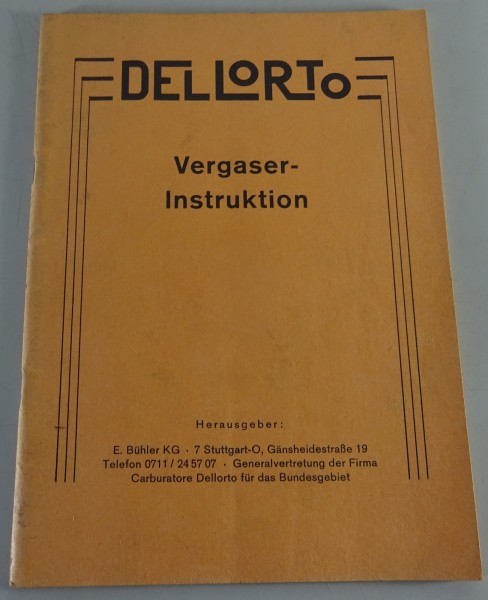 DELLORTO
Vergaser-
Instruktion
Herausgeber:
E. Bühler KG · 7 Stuttgart-O, Gänsheidestraße 19
Telefon 0711 / 24 57 07 · Generalvertretung der Firma
Carburatore Dellorto für das Bundesgebiet